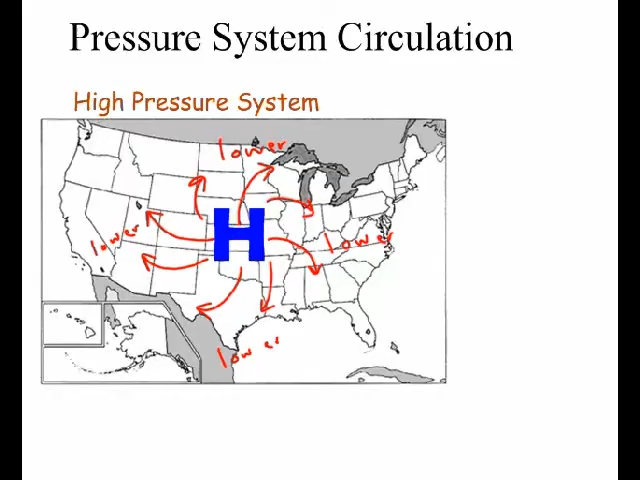 Pressure System Circulation
High Pressure System
lower
H
lower
lower
lower